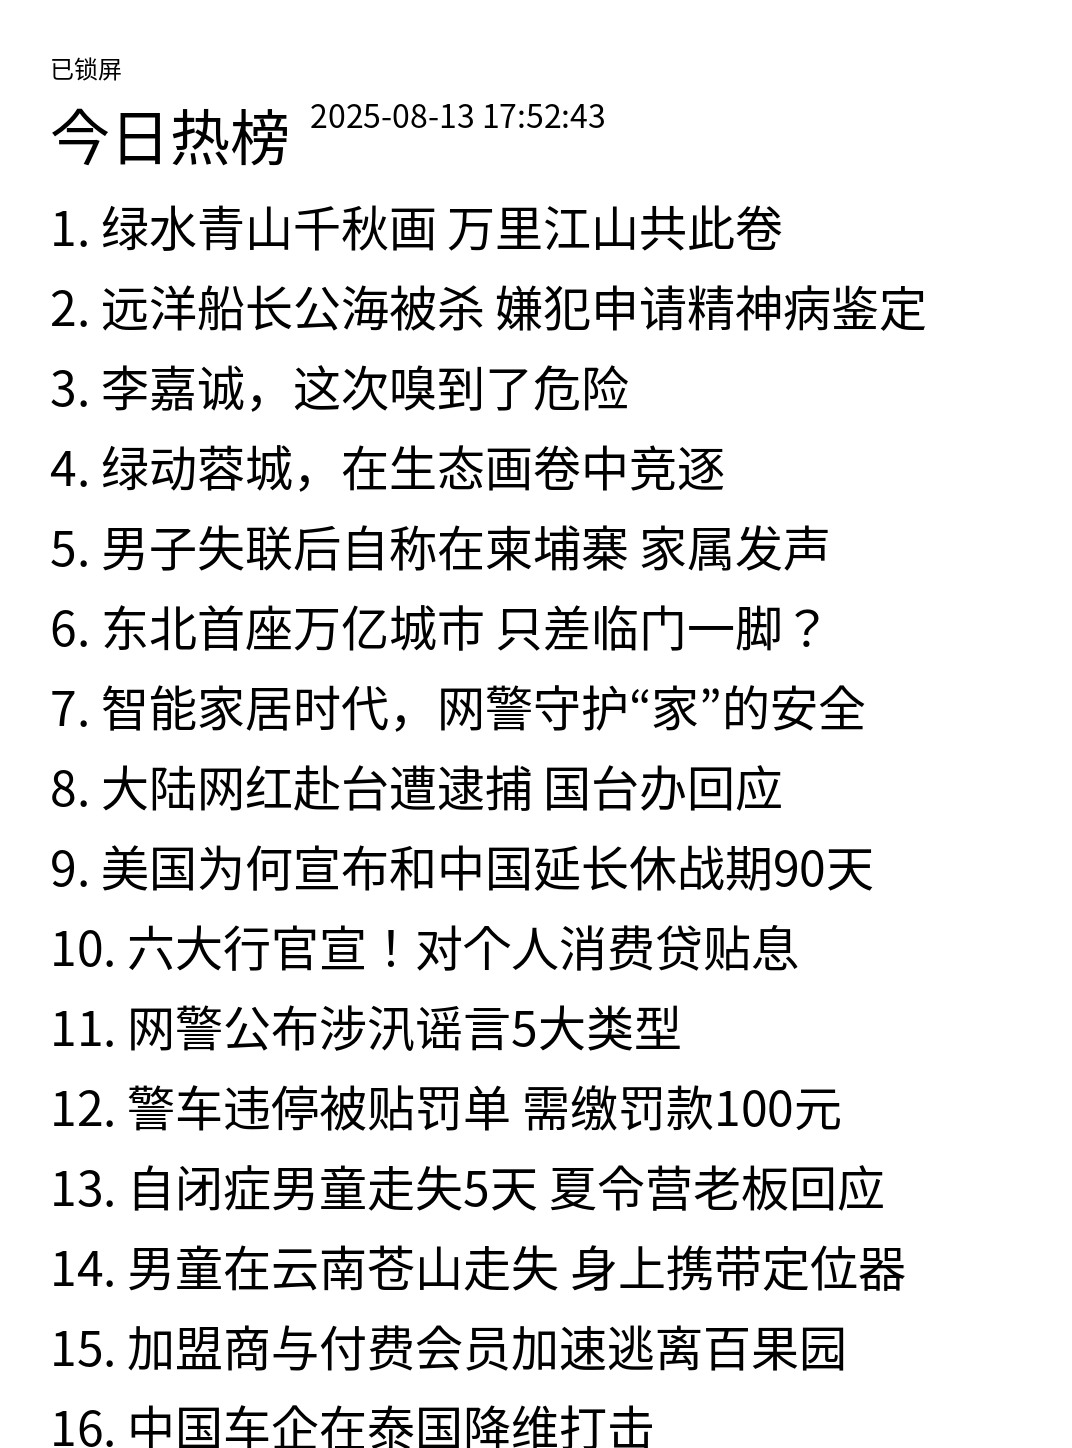 已锁屏
今日热榜 2025-08-13 17:52:43
1. 绿水青山千秋画 万里江山共此卷
2. 远洋船长公海被杀 嫌犯申请精神病鉴定
3. 李嘉诚，这次嗅到了危险
4. 绿动蓉城，在生态画卷中竞逐
5. 男子失联后自称在柬埔寨 家属发声
6. 东北首座万亿城市 只差临门一脚？
7. 智能家居时代，网警守护“家”的安全
8. 大陆网红赴台遭逮捕 国台办回应
9. 美国为何宣布和中国延长休战期90天
10. 六大行官宣！对个人消费贷贴息
11. 网警公布涉汛谣言5大类型
12. 警车违停被贴罚单 需缴罚款100元
13. 自闭症男童走失5天 夏令营老板回应
14. 男童在云南苍山走失 身上携带定位器
15. 加盟商与付费会员加速逃离百果园
16. 中国车企在泰国降维打击